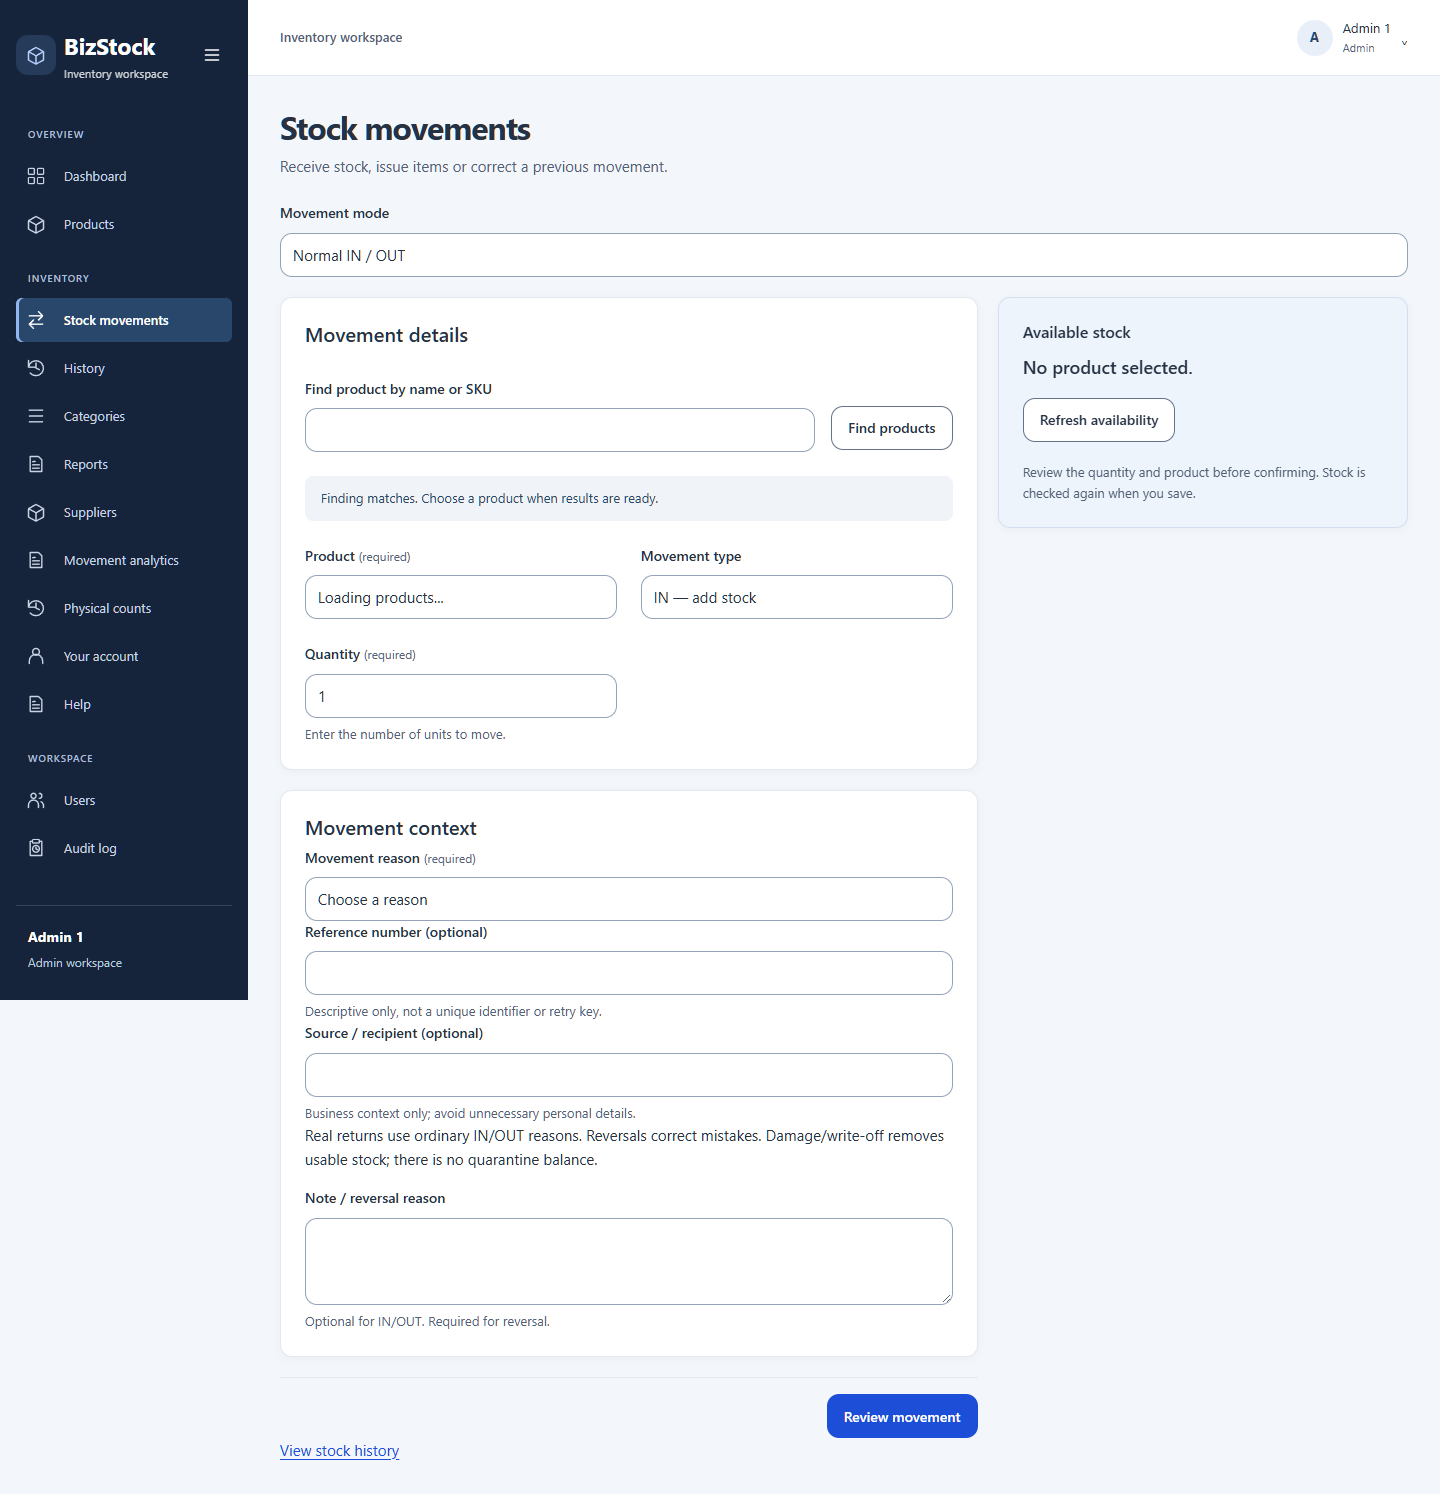 BizStock
Inventory workspace
OVERVIEW
Dashboard
Products
INVENTORY
Stock movements
History
Categories
Reports
Suppliers
Movement analytics
Physical counts
Your account
Help
WORKSPACE
Users
Audit log
Admin 1
Admin workspace
Inventory workspace
A
Admin 1
Admin
Stock movements
Receive stock, issue items or correct a previous movement.
Movement mode
Normal IN / OUT
Movement details
Find product by name or SKU
Find products
Finding matches. Choose a product when results are ready.
Product (required)
Loading products...
Movement type
IN — add stock
Quantity (required)
1
Enter the number of units to move.
Available stock
No product selected.
Refresh availability
Review the quantity and product before confirming. Stock is
checked again when you save.
Movement context
Movement reason (required)
Choose a reason
Reference number (optional)
Descriptive only, not a unique identifier or retry key.
Source / recipient (optional)
Business context only; avoid unnecessary personal details.
Real returns use ordinary IN/OUT reasons. Reversals correct mistakes. Damage/write-off removes
usable stock; there is no quarantine balance.
Note / reversal reason
Optional for IN/OUT. Required for reversal.
Review movement
View stock history